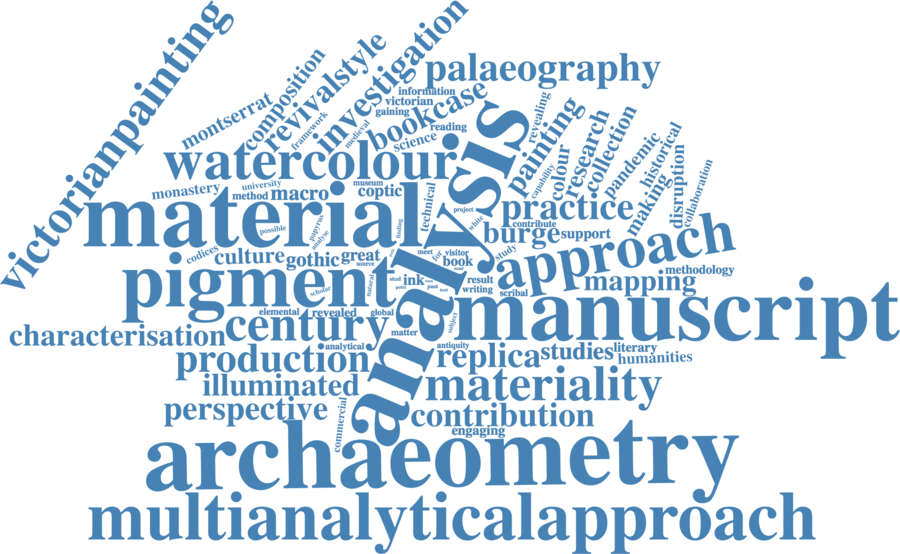 victorianpainting
montserrat
composition
revivalstyle
framework
investigation
medieval
palaeography
information
victorian
gaining
bookcase
reading
science
revealing
painting
capability
colour
research
collection
pandemic
historical
making
disruption
collaboration
watercolour
monastery
university
method
macro
museum
coptic
technical
analysis
project
white
practice
contribute
material
possible
papyrus
analyse
finding
burge
support
codices
culture
gothic
great
source
meet
for
visitor
book
study
approach
methodology
mapping
pigment
scholar
natural
ink
result
writing
scribal
manuscript
elemental
revealed
global
subject
characterisation
century
matter
analytical
antiquity
production
replica
studies
literary
humanities
illuminated
materiality
perspective
commercial
contribution
engaging
archaeometry
multianalyticalapproach